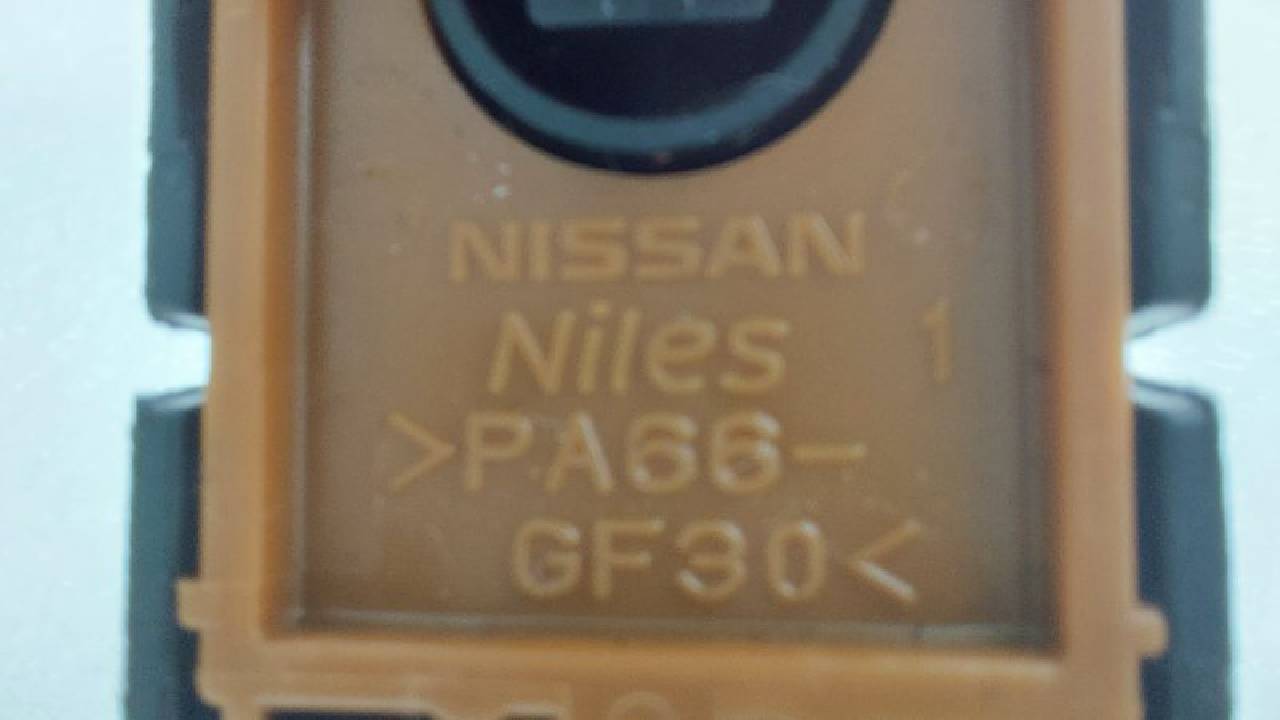 NISSAN
Niles 1
>PA66-
GF30<